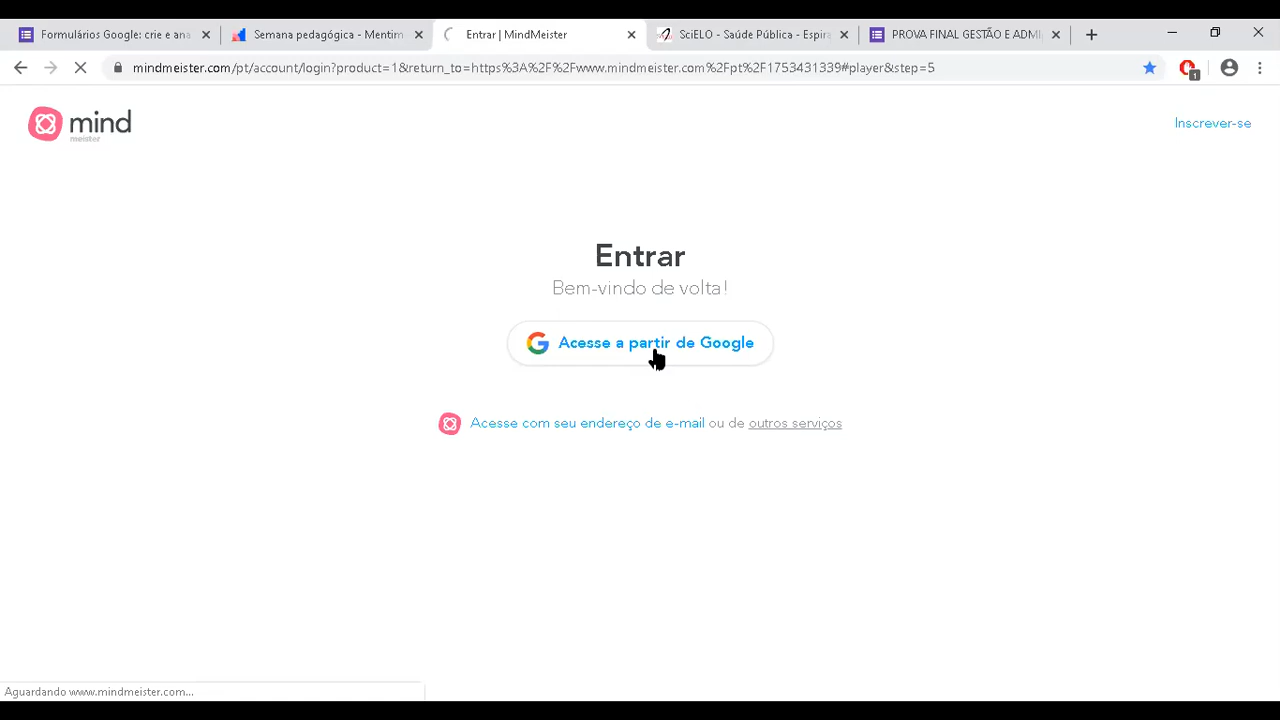 Formulários Google: crie e ana
Semana pedagógica - Mentim
Entrar | MindMeister
SciELO - Saúde Pública - Espira
PROVA FINAL GESTÃO E ADMI
mindmeister.com/pt/account/login?product=1&return_to=https%3A%2F%2Fwww.mindmeister.com%2Fpt%2F1753431339#player&step=5
1
mind
meister
Inscrever-se
Entrar
Bem-vindo de volta!
Acesse a partir de Google
Acesse com seu endereço de e-mail ou de outros serviços
Aguardando www.mindmeister.com...